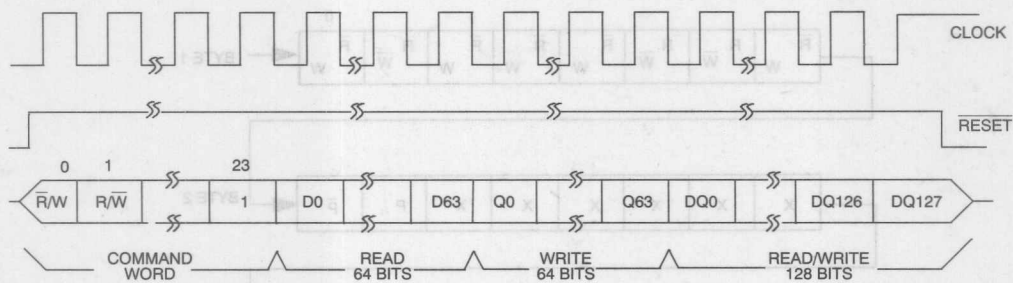 CLOCK
RESET
0 1 23
R/W R/W 1 D0 D63 Q0 Q63 DQ0 DQ126 DQ127
COMMAND WORD
READ 64 BITS
WRITE 64 BITS
READ/WRITE 128 BITS